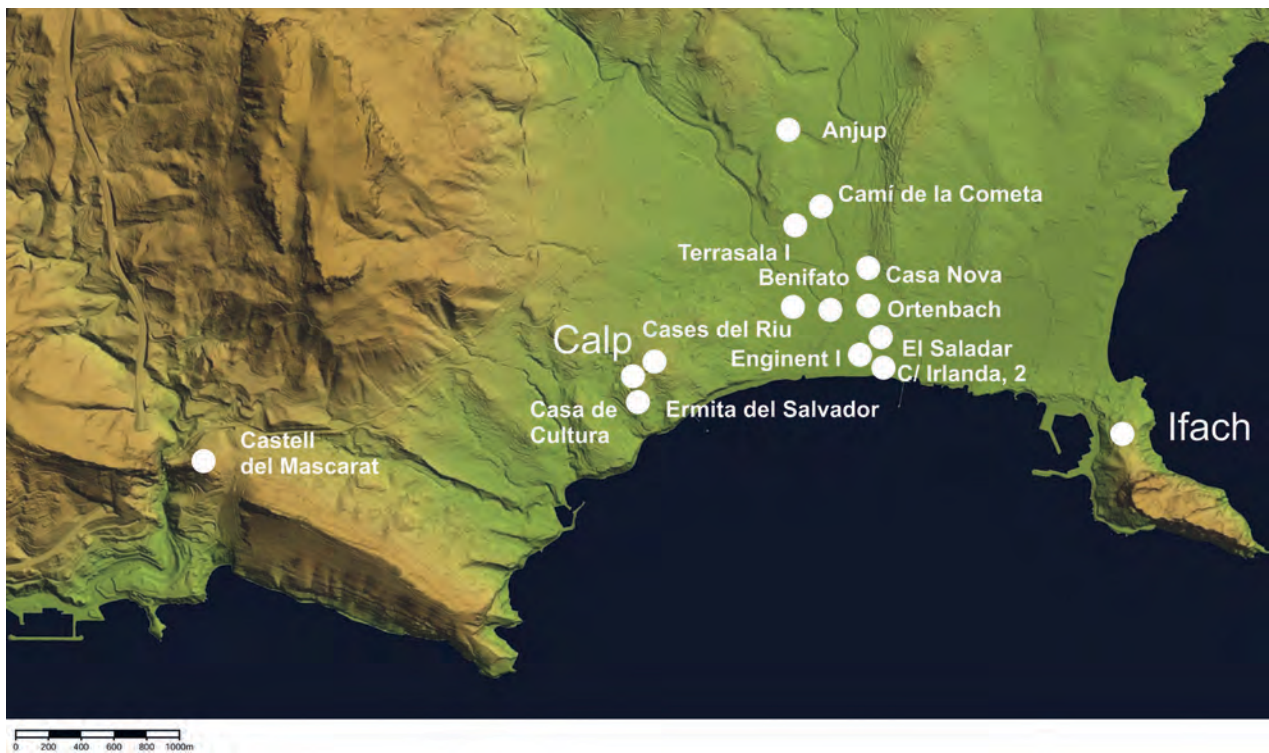 Anjup
Camí de la Cometa
Terrasala I
Benifato
Casa Nova
Ortenbach
Calp
Cases del Riu
Enginent I
El Saladar
C/ Irlanda, 2
Casa de
Cultura
Ermita del Salvador
Ifach
Castell
del Mascarat
0 200 400 600 800 1000m